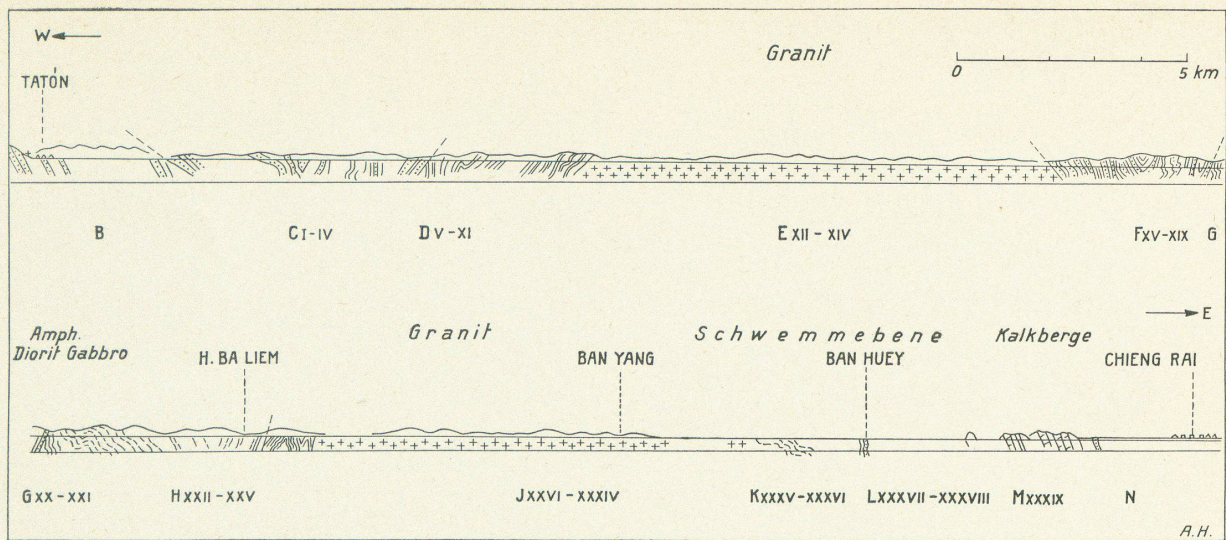 W
Granit
0 5 km
TATÓN
B CI-IV DV-XI EXII-XIV FXV-XIX G
E
Amph.
Diorit Gabbro
H. BA LIEM
Granit
BAN YANG
Schwemmebene
BAN HUEY
Kalkberge
CHIENG RAI
GXX-XXI HXXII-XXV JXXVI-XXXIV KXXXV-XXXVI LXXXVII-XXXVIII MXXXIX N
A.H.